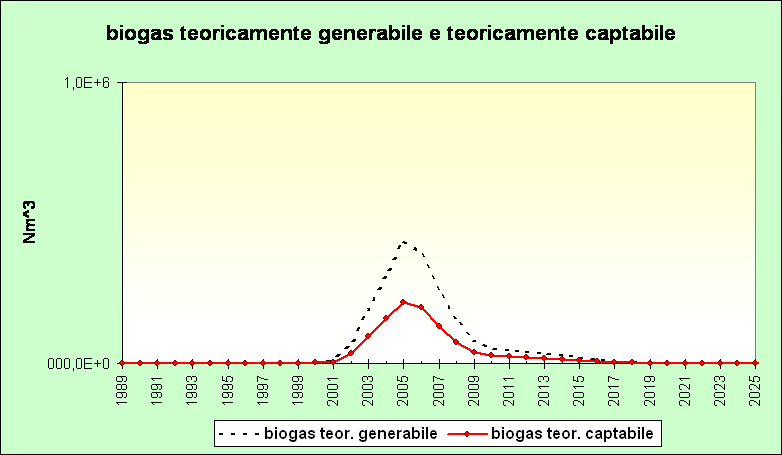 biogas teoricamente generabile e teoricamente captabile
1,0E+6
Nm^3
000,0E+0
1989 1991 1993 1995 1997 1999 2001 2003 2005 2007 2009 2011 2013 2015 2017 2019 2021 2023 2025
biogas teor. generabile biogas teor. captabile